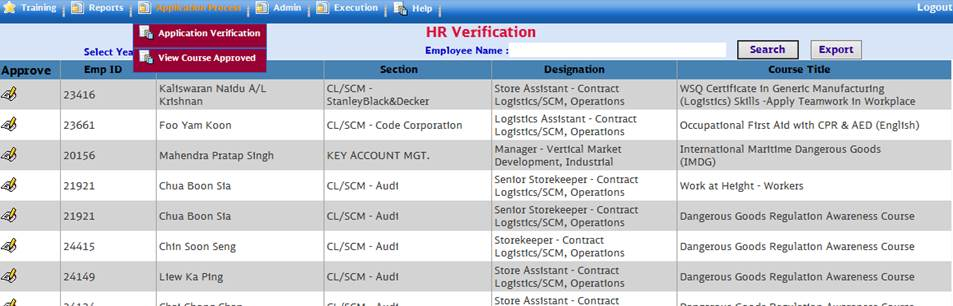 Training Reports Application Process Admin Execution Help Logout
Application Verification
View Course Approved
HR Verification
Select Yea
Employee Name :
Search Export
Approve Emp ID Section Designation Course Title
23416 Kaliswaran Naidu A/L Krishnan CL/SCM - StanleyBlack&Decker Store Assistant - Contract Logistics/SCM, Operations WSQ Certificate in Generic Manufacturing (Logistics) Skills -Apply Teamwork in Workplace
23661 Foo Yam Koon CL/SCM - Code Corporation Logistics Assistant - Contract Logistics/SCM, Operations Occupational First Aid with CPR & AED (English)
20156 Mahendra Pratap Singh KEY ACCOUNT MGT. Manager - Vertical Market Development, Industrial International Maritime Dangerous Goods (IMDG)
21921 Chua Boon Sia CL/SCM - Audi Senior Storekeeper - Contract Logistics/SCM, Operations Work at Height - Workers
21921 Chua Boon Sia CL/SCM - Audi Senior Storekeeper - Contract Logistics/SCM, Operations Dangerous Goods Regulation Awareness Course
24415 Chin Soon Seng CL/SCM - Audi Storekeeper - Contract Logistics/SCM, Operations Dangerous Goods Regulation Awareness Course
24149 Liew Ka Ping CL/SCM - Audi Store Assistant - Contract Logistics/SCM, Operations Dangerous Goods Regulation Awareness Course
Store Assistant - Contract